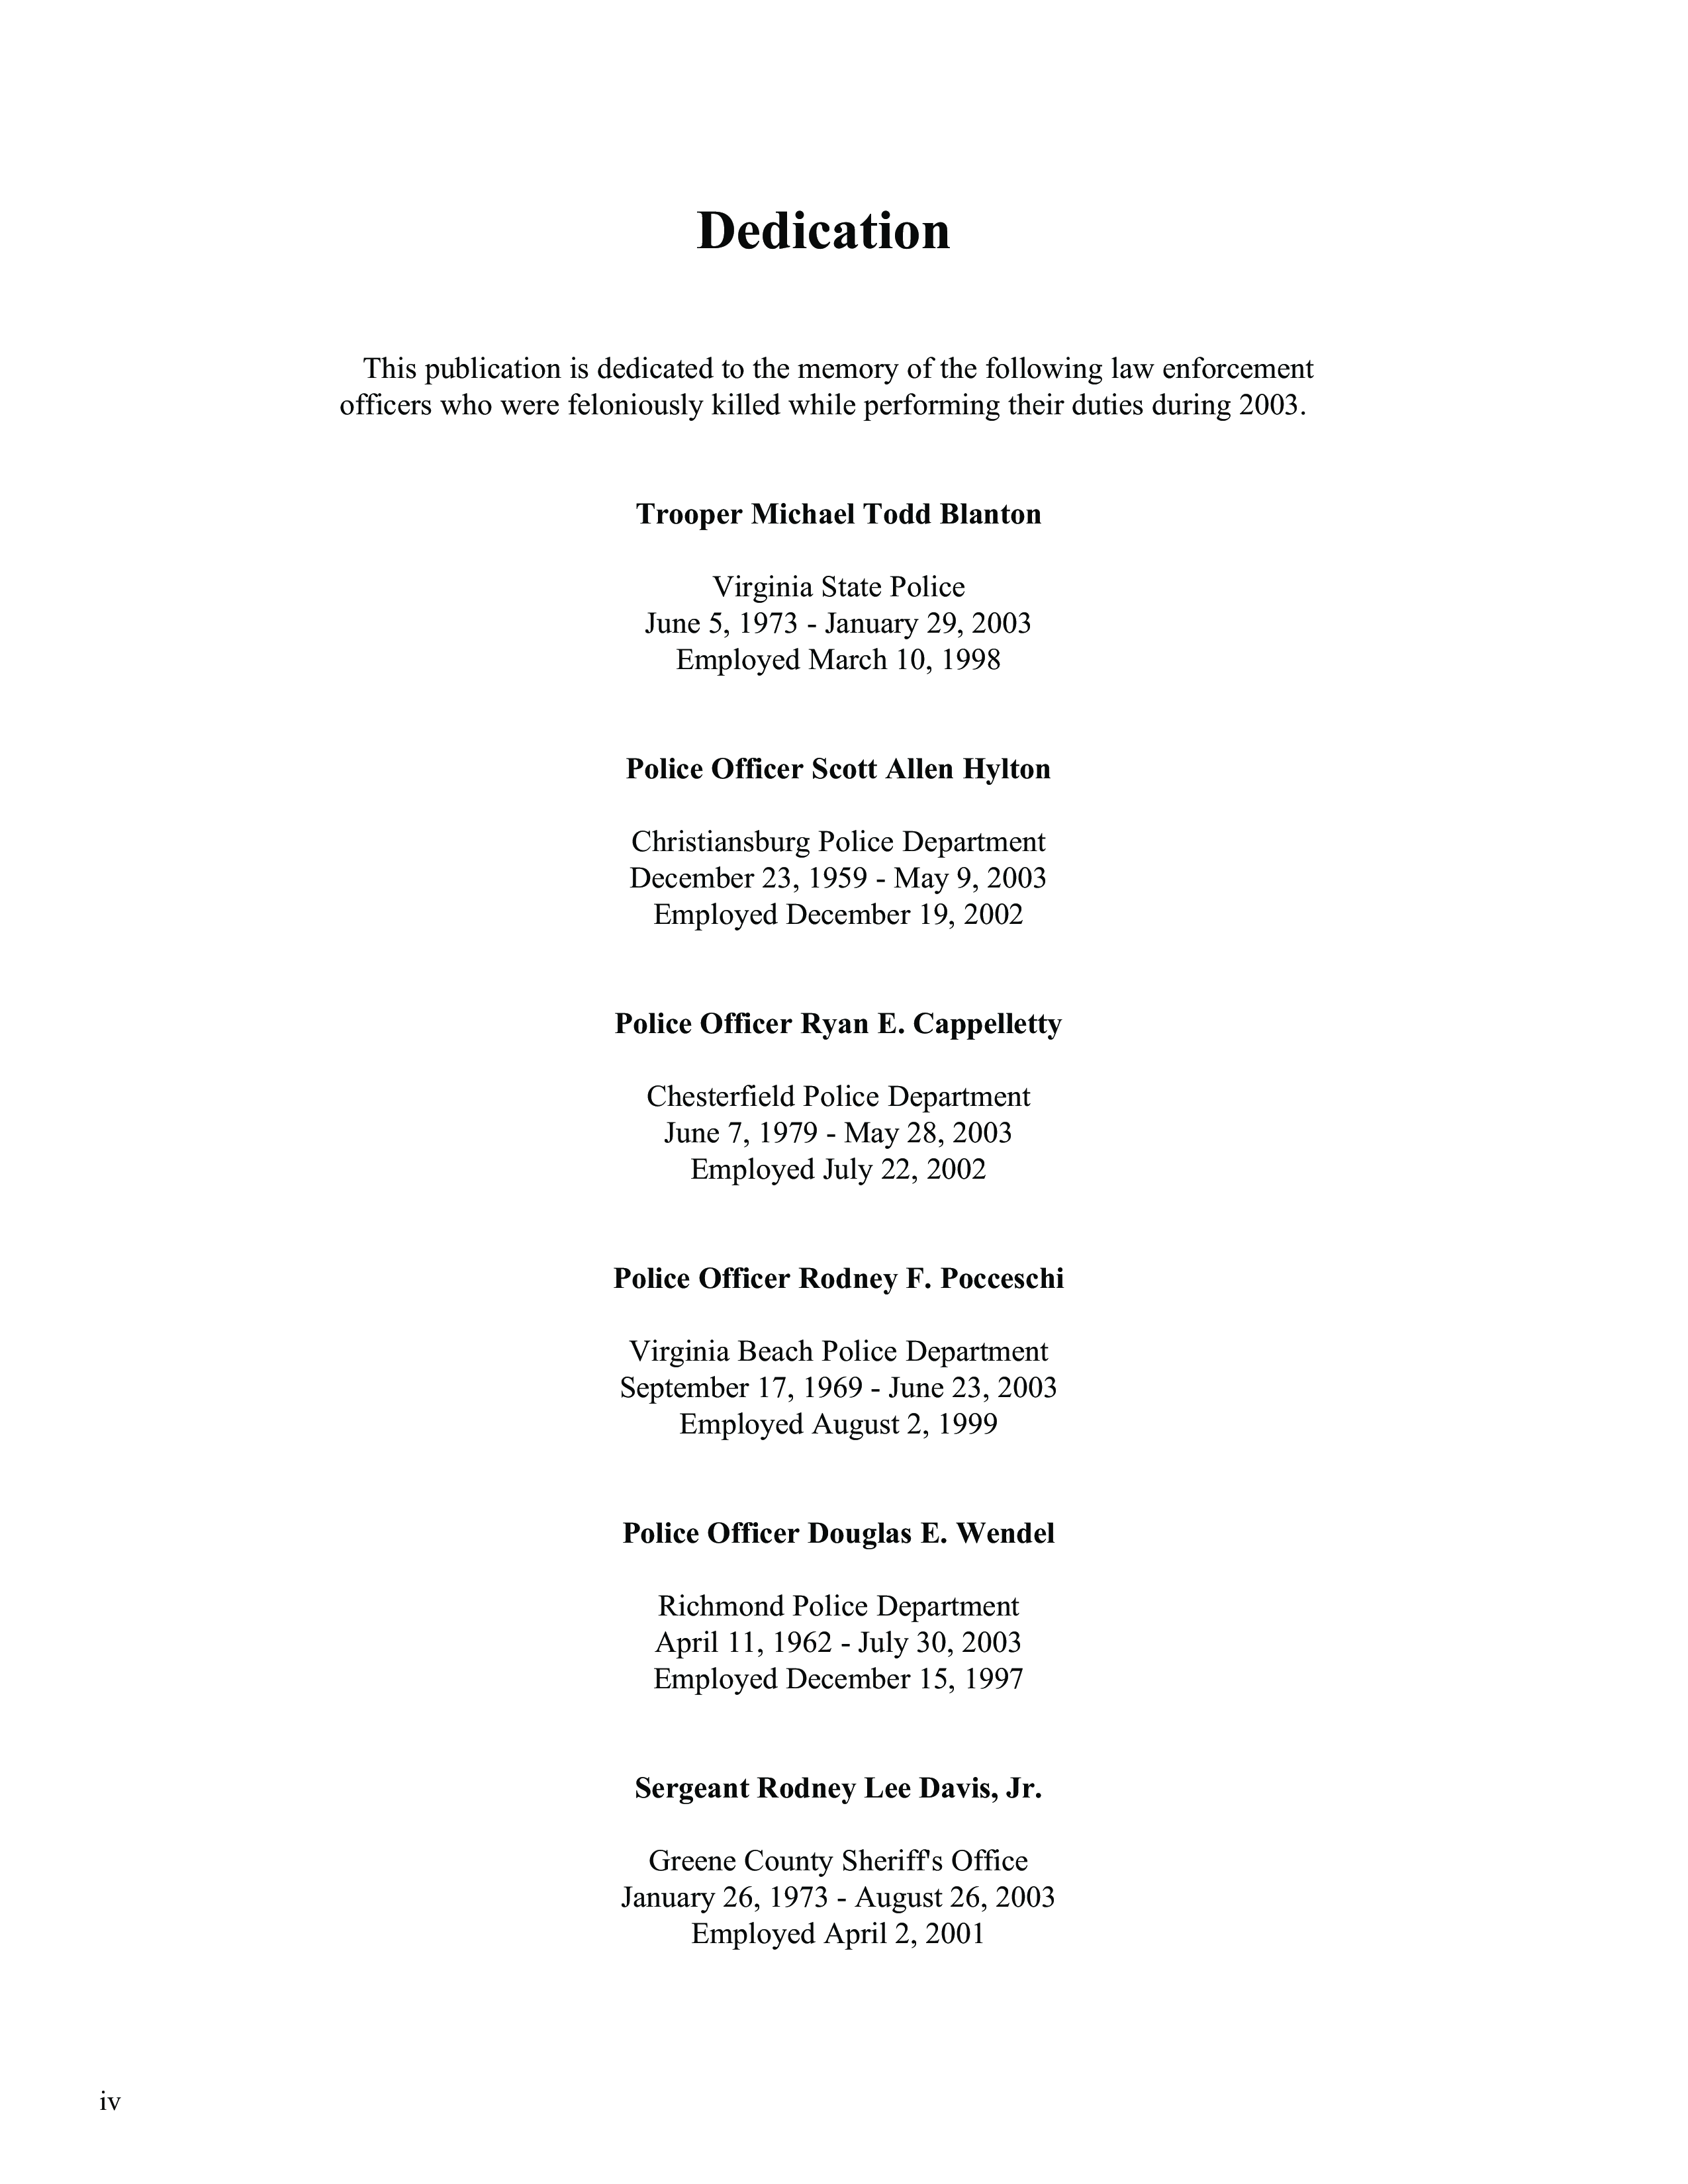 Dedication
This publication is dedicated to the memory of the following law enforcement
officers who were feloniously killed while performing their duties during 2003.
Trooper Michael Todd Blanton
Virginia State Police
June 5, 1973 - January 29, 2003
Employed March 10, 1998
Police Officer Scott Allen Hylton
Christiansburg Police Department
December 23, 1959 - May 9, 2003
Employed December 19, 2002
Police Officer Ryan E. Cappelletty
Chesterfield Police Department
June 7, 1979 - May 28, 2003
Employed July 22, 2002
Police Officer Rodney F. Pocceschi
Virginia Beach Police Department
September 17, 1969 - June 23, 2003
Employed August 2, 1999
Police Officer Douglas E. Wendel
Richmond Police Department
April 11, 1962 - July 30, 2003
Employed December 15, 1997
Sergeant Rodney Lee Davis, Jr.
Greene County Sheriff's Office
January 26, 1973 - August 26, 2003
Employed April 2, 2001
iv